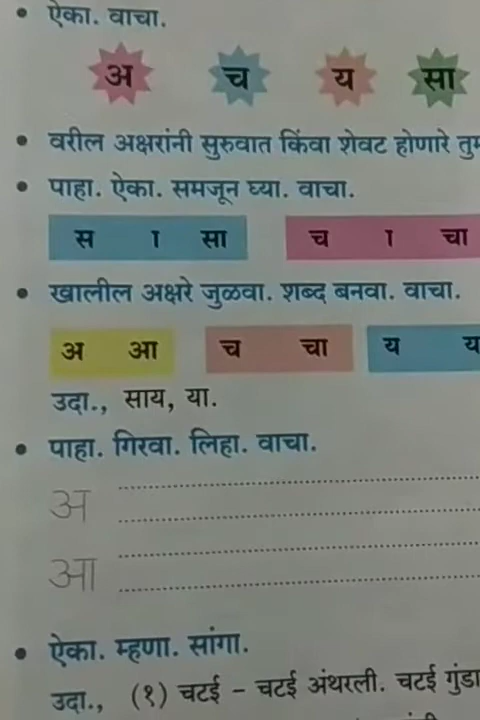 • ऐका. वाचा.
अ च य सा
• वरील अक्षरांनी सुरुवात किंवा शेवट होणारे
• पाहा. ऐका. समजून घ्या. वाचा.
स ा सा च ा चा
• खालील अक्षरे जुळवा. शब्द बनवा. वाचा.
अ आ च चा य
उदा., साय, या.
• पाहा. गिरवा. लिहा. वाचा.
अ
आ
• ऐका. म्हणा. सांगा.
उदा., (१) चटई – चटई अंथरली. चटई